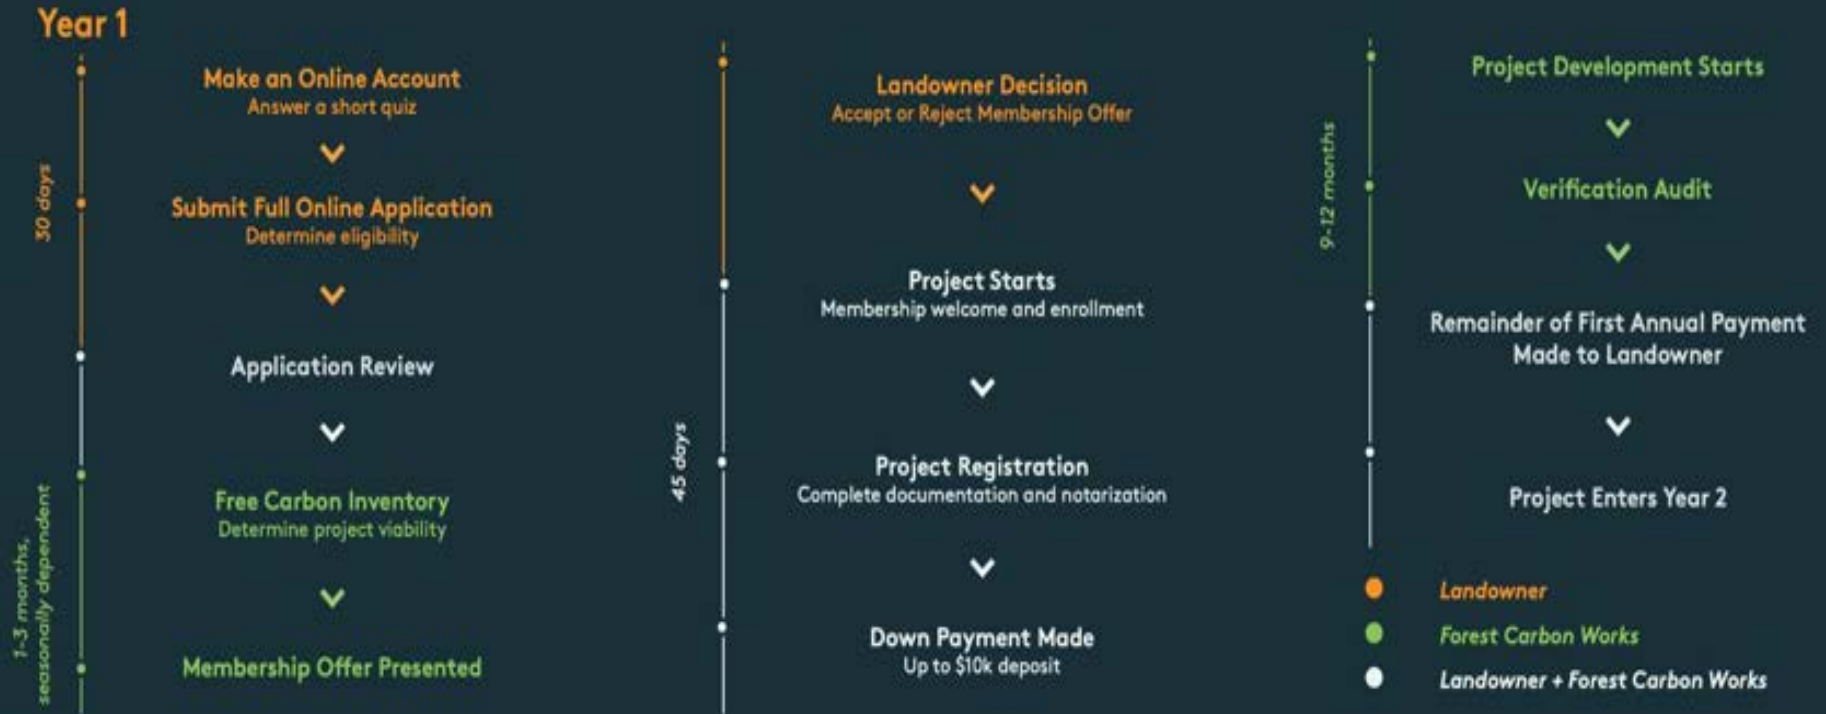 Year 1
30 days
Make an Online Account
Answer a short quiz
Submit Full Online Application
Determine eligibility
Application Review
1-3 months,
seasonally dependent
Free Carbon Inventory
Determine project viability
Membership Offer Presented
Landowner Decision
Accept or Reject Membership Offer
45 days
Project Starts
Membership welcome and enrollment
Project Registration
Complete documentation and notarization
Down Payment Made
Up to $10k deposit
9-12 months
Project Development Starts
Verification Audit
Remainder of First Annual Payment
Made to Landowner
Project Enters Year 2
Landowner
Forest Carbon Works
Landowner + Forest Carbon Works